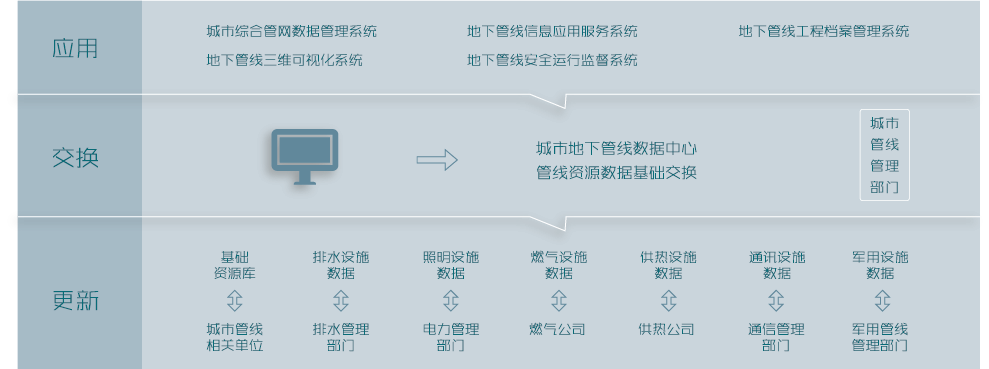 应用
城市综合管网数据管理系统
地下管线信息应用服务系统
地下管线工程档案管理系统
地下管线三维可视化系统
地下管线安全运行监督系统
交换
城市地下管线数据中心
管线资源数据基础交换
城市
管线
管理
部门
更新
基础
资源库
排水设施
数据
照明设施
数据
燃气设施
数据
供热设施
数据
通讯设施
数据
军用设施
数据
城市管线
相关单位
排水管理
部门
电力管理
部门
燃气公司
供热公司
通信管理
部门
军用管线
管理部门